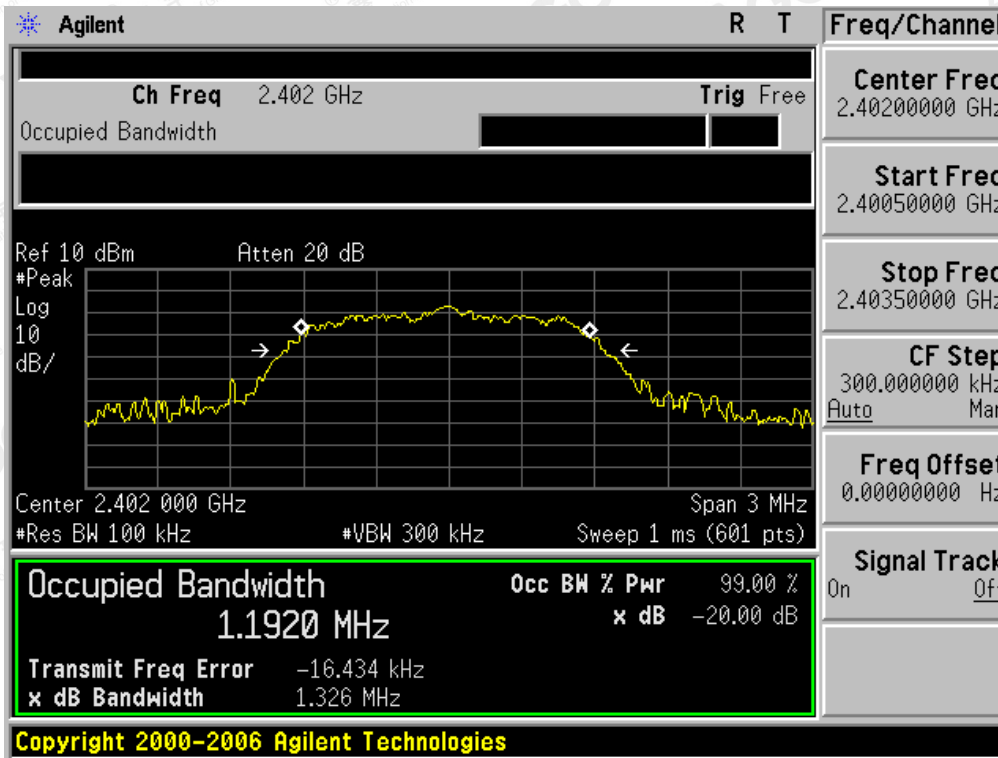 Agilent R T
Freq/Channel
Ch Freq 2.402 GHz Trig Free
Occupied Bandwidth
Center Freq
2.40200000 GHz
Start Freq
2.40050000 GHz
Stop Freq
2.40350000 GHz
CF Step
300.000000 kHz
Auto Man
Freq Offset
0.00000000 Hz
Signal Track
On Off
Ref 10 dBm Atten 20 dB
#Peak
Log
10
dB/
Center 2.402 000 GHz Span 3 MHz
#Res BW 100 kHz #VBW 300 kHz Sweep 1 ms (601 pts)
Occupied Bandwidth Occ BW % Pwr 99.00 %
1.1920 MHz x dB -20.00 dB
Transmit Freq Error -16.434 kHz
x dB Bandwidth 1.326 MHz
Copyright 2000-2006 Agilent Technologies